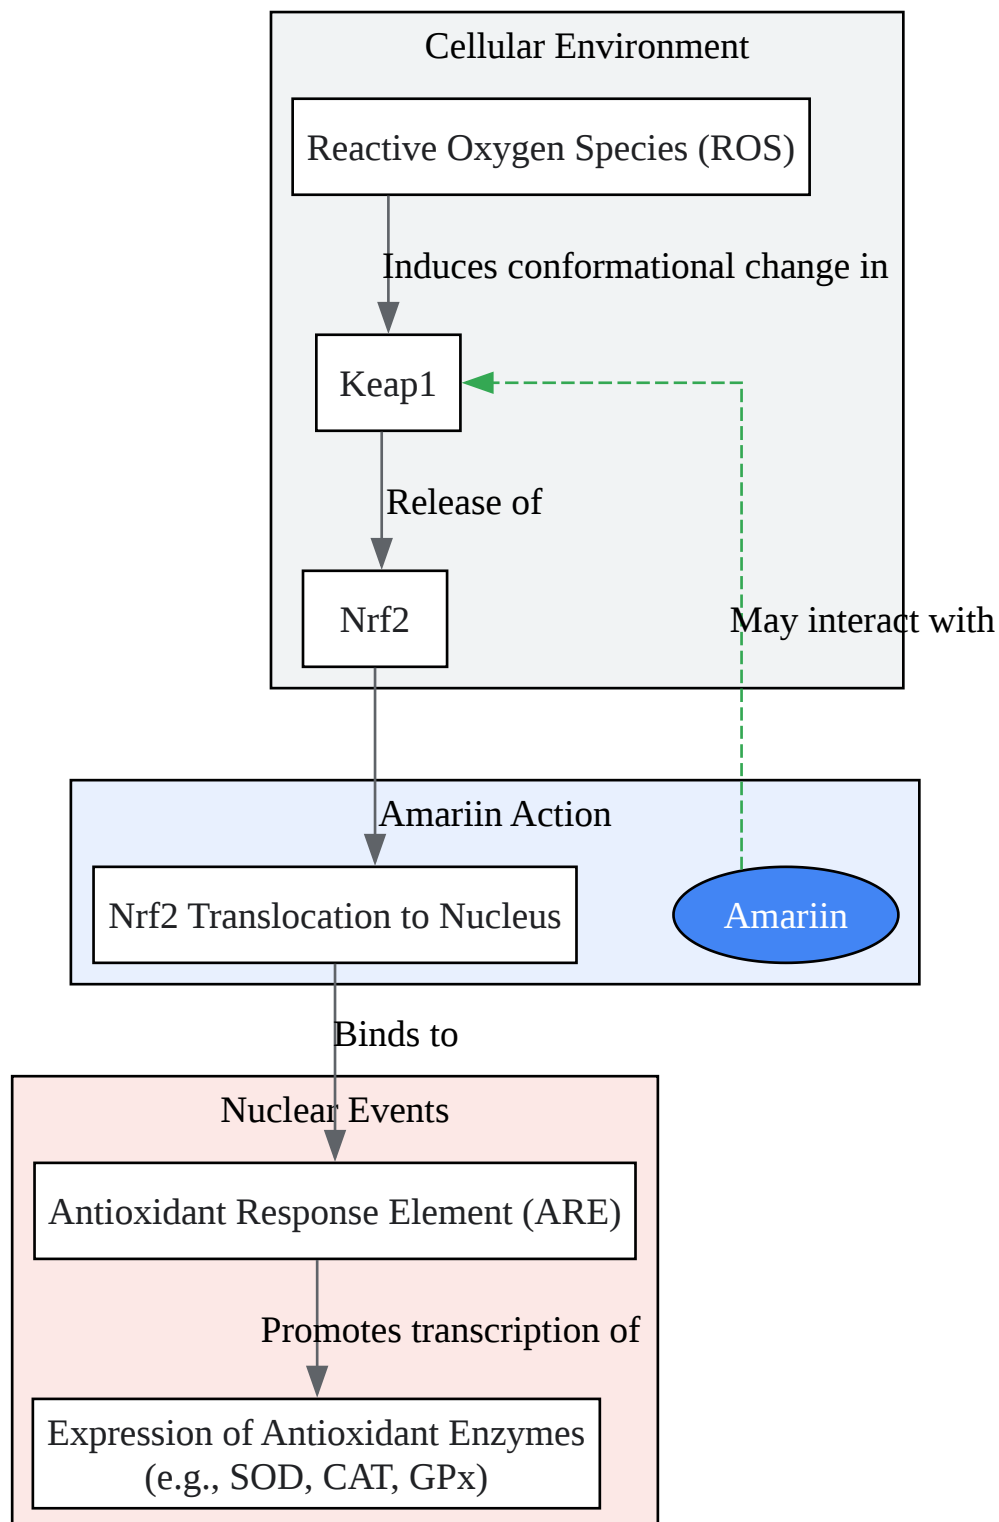 Cellular Environment
Reactive Oxygen Species (ROS)
Induces conformational change in
Keap1
Release of
Nrf2
May interact with
Amariin Action
Nrf2 Translocation to Nucleus
Amariin
Binds to
Nuclear Events
Antioxidant Response Element (ARE)
Promotes transcription of
Expression of Antioxidant Enzymes
(e.g., SOD, CAT, GPx)